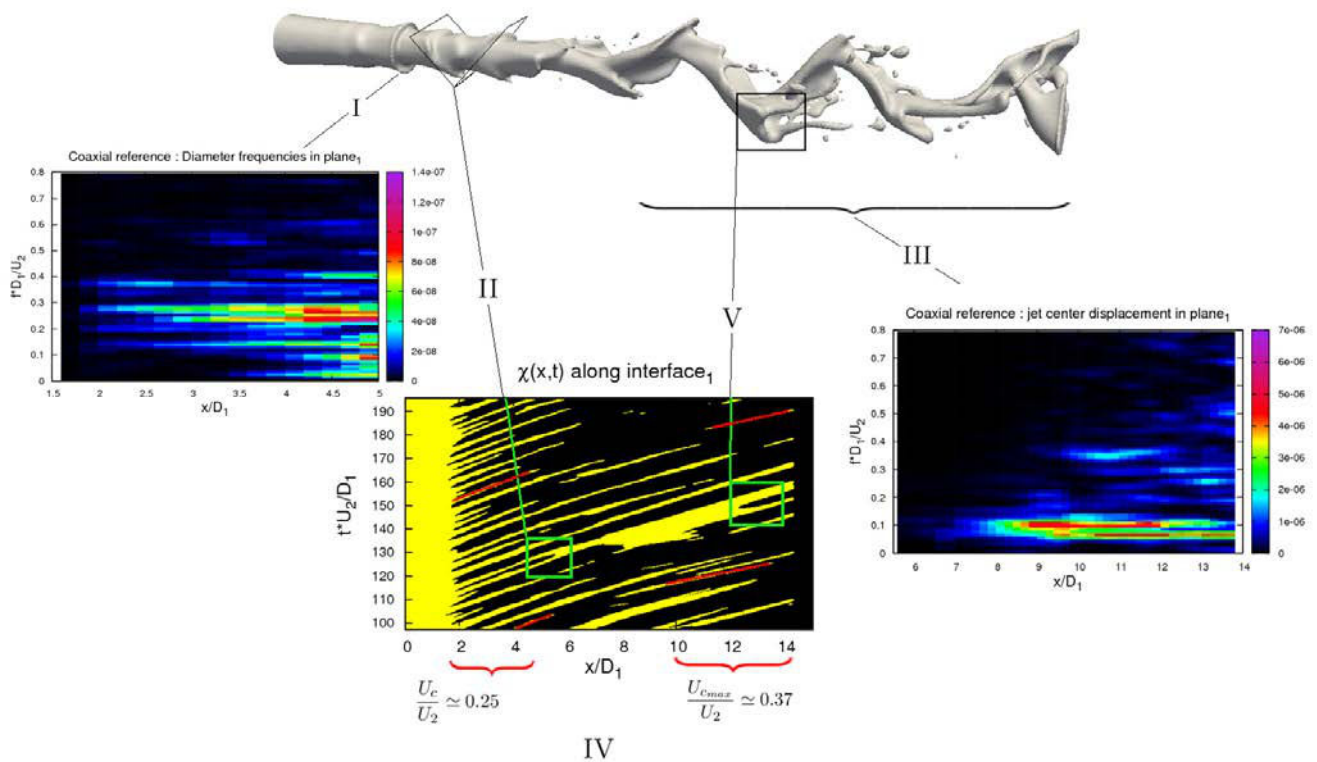 I
Coaxial reference : Diameter frequencies in plane₁
0.8
0.7
0.6
0.5
0.4
0.3
0.2
0.1
0
f*D₁/U₂
1.5 2 2.5 3 3.5 4 4.5 5
x/D₁
1.4e-07
1.2e-07
1e-07
8e-08
6e-08
4e-08
2e-08
0
II
V
III
Coaxial reference : jet center displacement in plane₁
0.8
0.7
0.6
0.5
0.4
0.3
0.2
0.1
0
f*D₁/U₂
6 7 8 9 10 11 12 13 14
x/D₁
7e-06
6e-06
5e-06
4e-06
3e-06
2e-06
1e-06
0
χ(x,t) along interface₁
190
180
170
160
150
140
130
120
110
100
t*U₂/D₁
0 2 4 6 8 10 12 14
x/D₁
U_c/U₂ ≃ 0.25
U_{c_{max}}/U₂ ≃ 0.37
IV